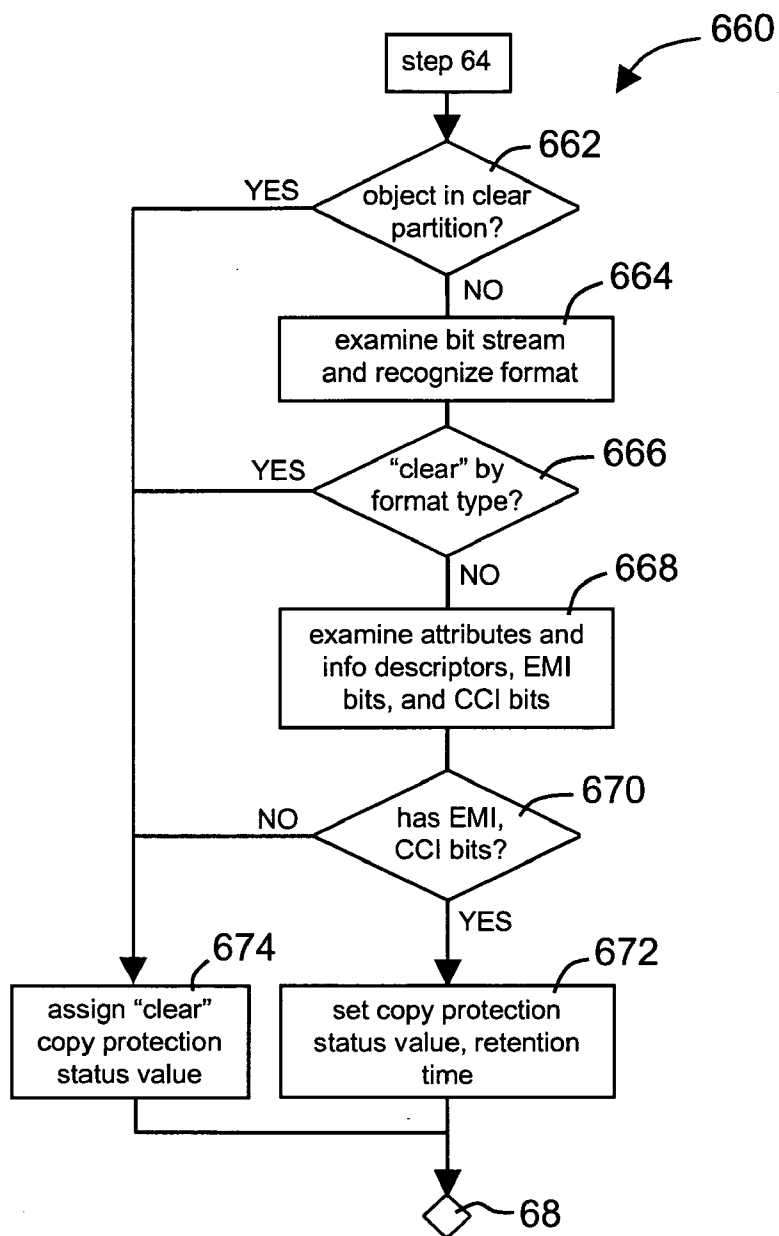 660
step 64
662
YES
object in clear
partition?
NO
664
examine bit stream
and recognize format
666
YES
“clear” by
format type?
NO
668
examine attributes and
info descriptors, EMI
bits, and CCI bits
670
NO
has EMI,
CCI bits?
YES
674
672
assign “clear”
copy protection
status value
set copy protection
status value, retention
time
68